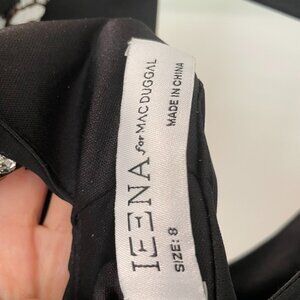 IEENA for MAC DUGGAL
MADE IN CHINA
SIZE: 8